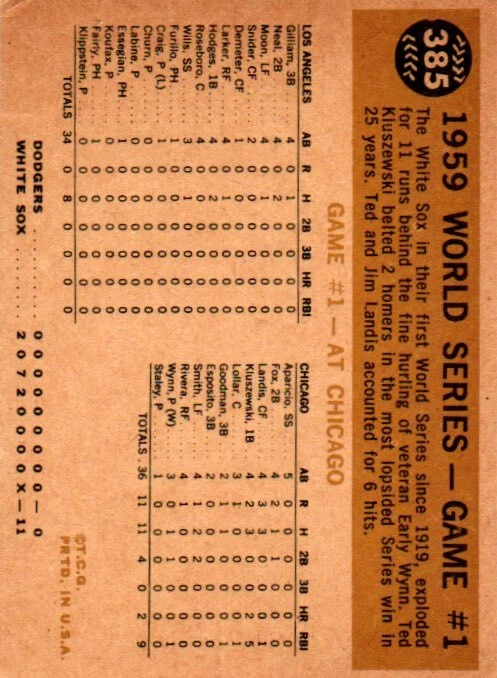 385
1959 WORLD SERIES — GAME #1
The White Sox in their first World Series since 1919, exploded
for 11 runs behind the fine hurling of veteran Early Wynn. Ted
Kluszewski belted 2 homers in the most lopsided Series win in
25 years. Ted and Jim Landis accounted for 6 hits.
GAME #1 — AT CHICAGO
LOS ANGELES AB R H 2B 3B HR RBI
Gilliam, 3B 4 0 1 0 0 0 0
Neal, 2B 4 0 2 0 0 0 0
Moon, LF 4 0 1 0 0 0 0
Snider, CF 2 0 0 0 0 0 0
Demeter, CF 1 0 0 0 0 0 0
Larker, RF 4 0 1 0 0 0 0
Hodges, 1B 4 0 2 0 0 0 0
Roseboro, C 4 0 0 0 0 0 0
Wills, SS 3 0 1 0 0 0 0
Furillo, PH 1 0 0 0 0 0 0
Craig, P (L) 1 0 0 0 0 0 0
Churn, P 0 0 0 0 0 0 0
Labine, P 0 0 0 0 0 0 0
Essegian, PH 1 0 0 0 0 0 0
Koufax, P 0 0 0 0 0 0 0
Fairly, PH 1 0 0 0 0 0 0
Klippstein, P 0 0 0 0 0 0 0
TOTALS 34 0 8 0 0 0 0
CHICAGO AB R H 2B 3B HR RBI
Aparicio, SS 5 0 0 0 0 0 0
Fox, 2B 4 2 1 1 0 0 0
Landis, CF 4 3 3 0 0 0 1
Kluszewski, 1B 4 2 3 0 0 2 5
Lollar, C 3 1 0 0 0 0 1
Goodman, 3B 2 1 1 0 0 0 1
Esposito, 3B 2 0 0 0 0 0 0
Smith, LF 4 1 2 2 0 0 0
Rivera, RF 4 1 0 0 0 0 0
Wynn, P (W) 3 0 1 1 0 0 1
Staley, P 1 0 0 0 0 0 0
TOTALS 36 11 11 4 0 2 9
DODGERS 0 0 0 0 0 0 0 0 0 — 0
WHITE SOX 2 0 7 2 0 0 0 0 X — 11
©T.C.G.
PRTD. IN U.S.A.